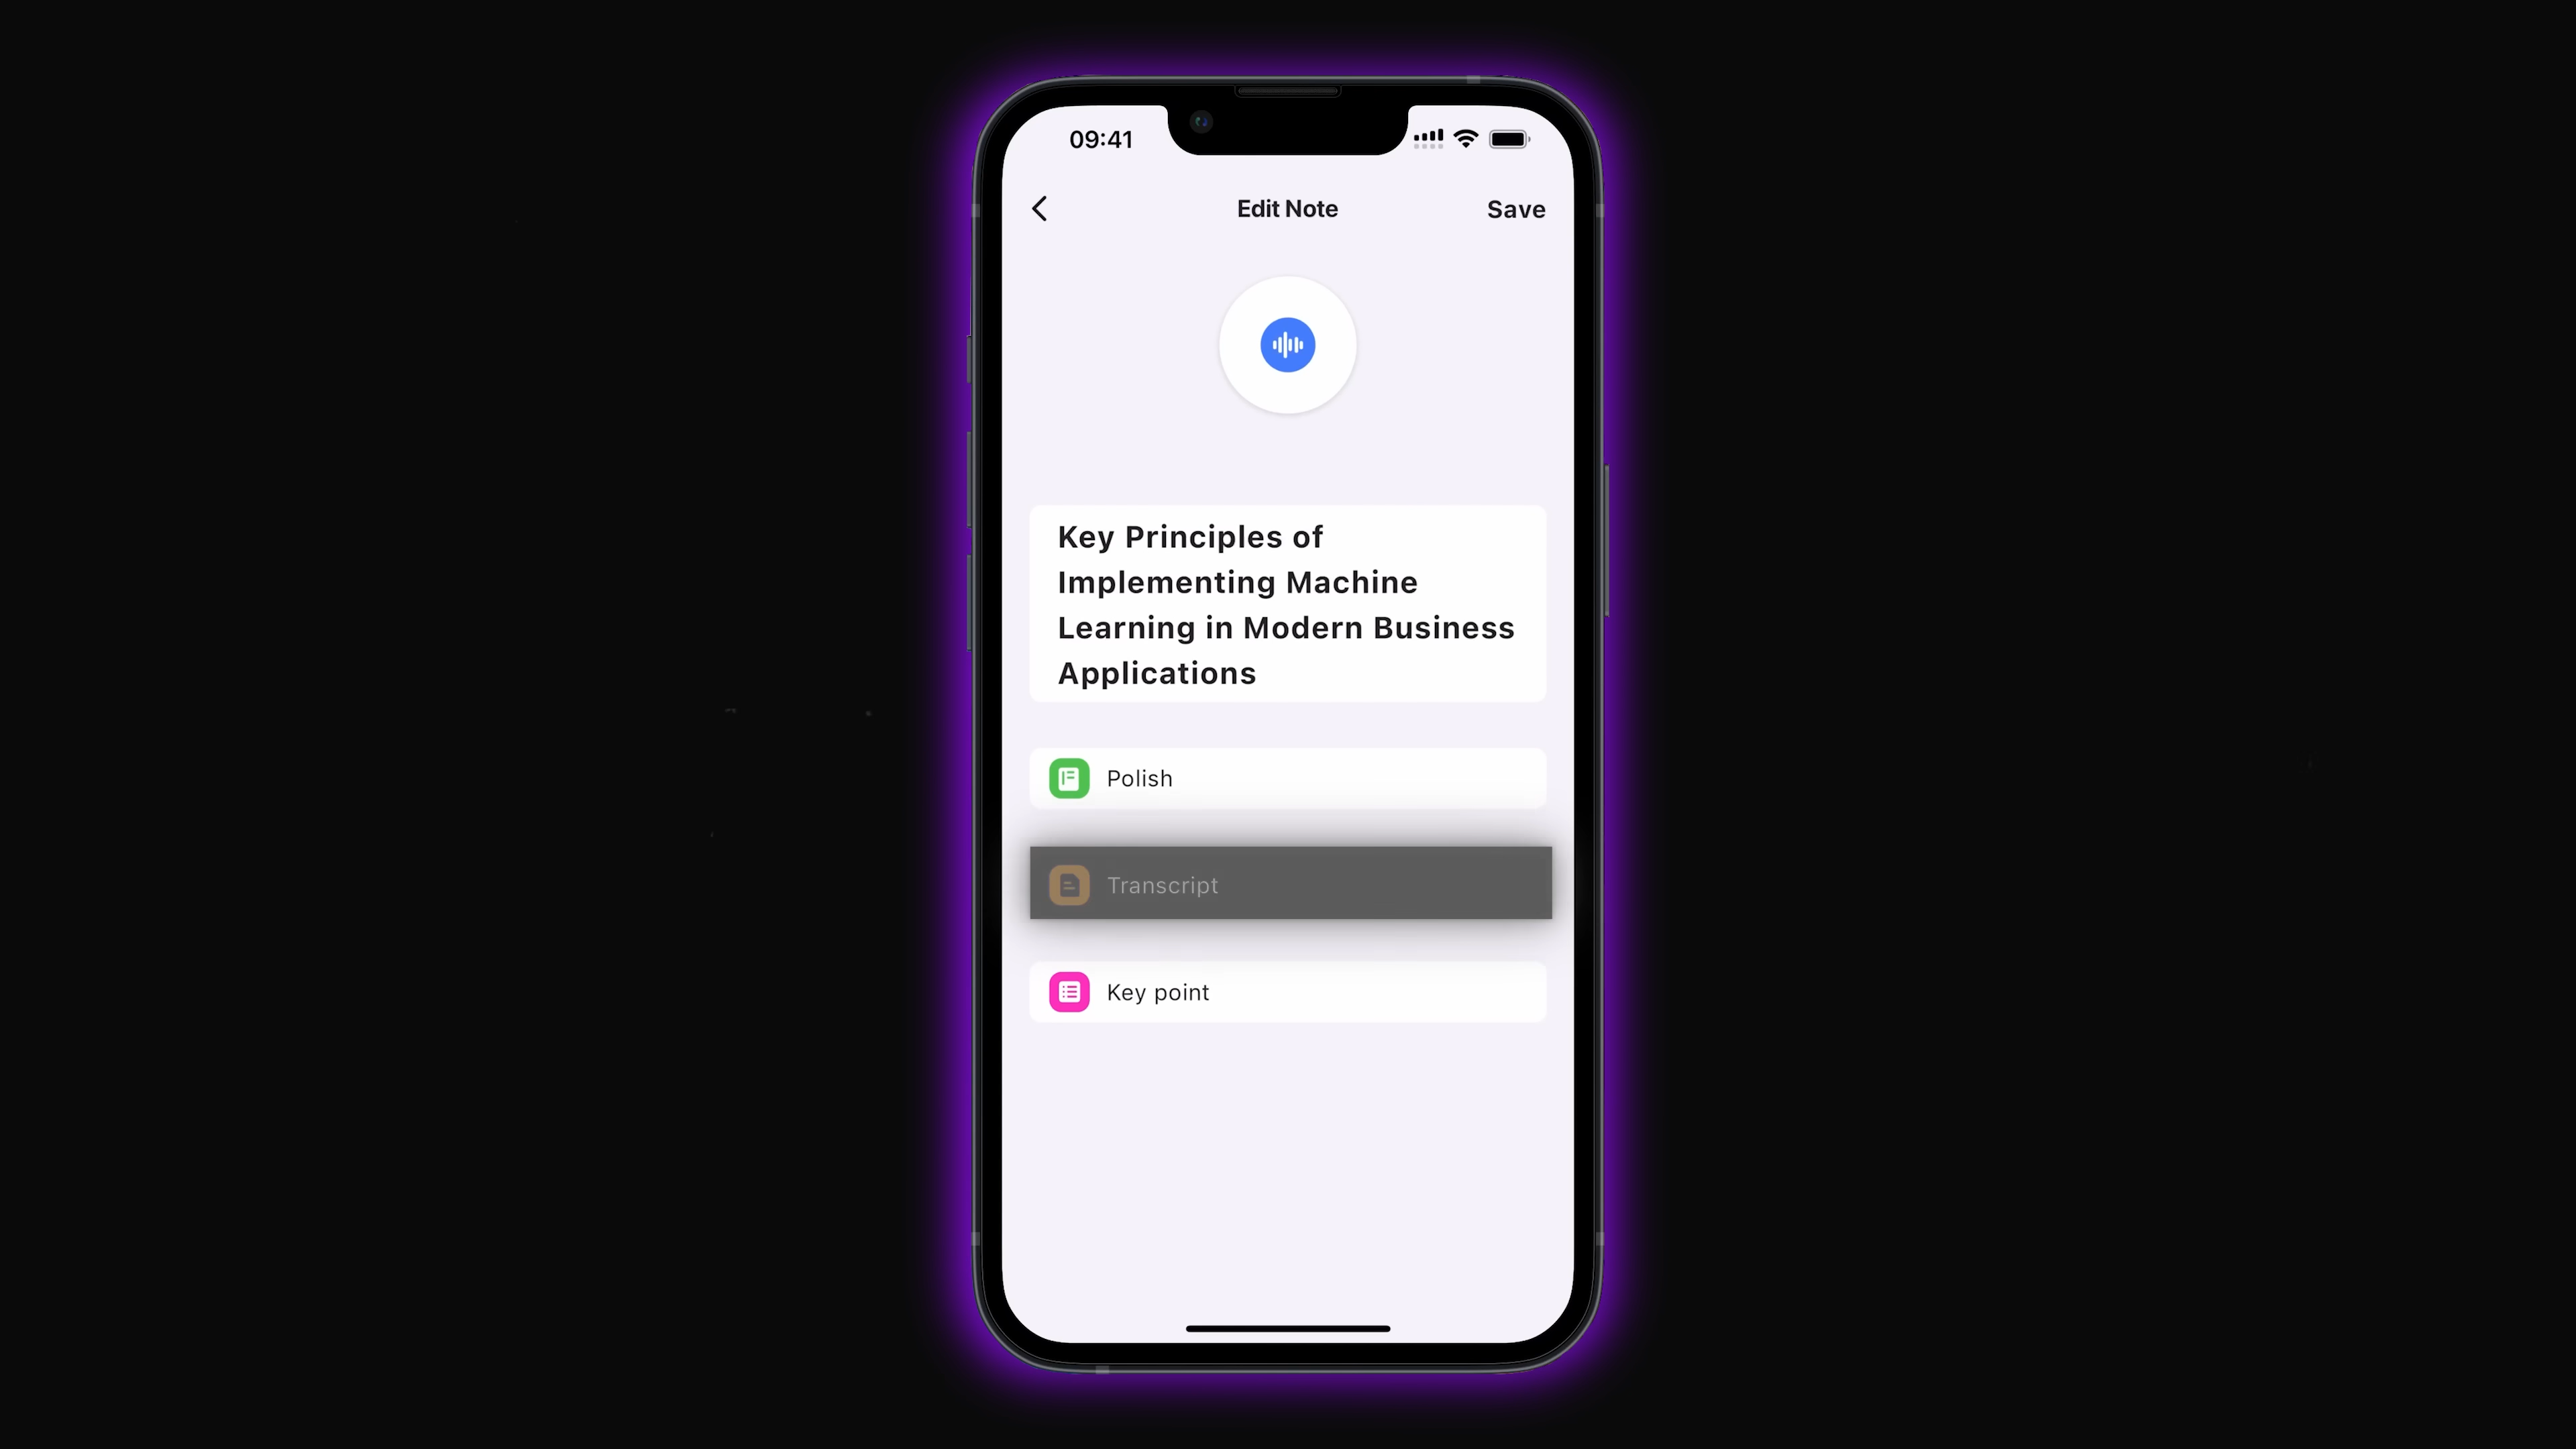 09:41
Edit Note
Save
Key Principles of
Implementing Machine
Learning in Modern Business
Applications
Polish
Transcript
Key point